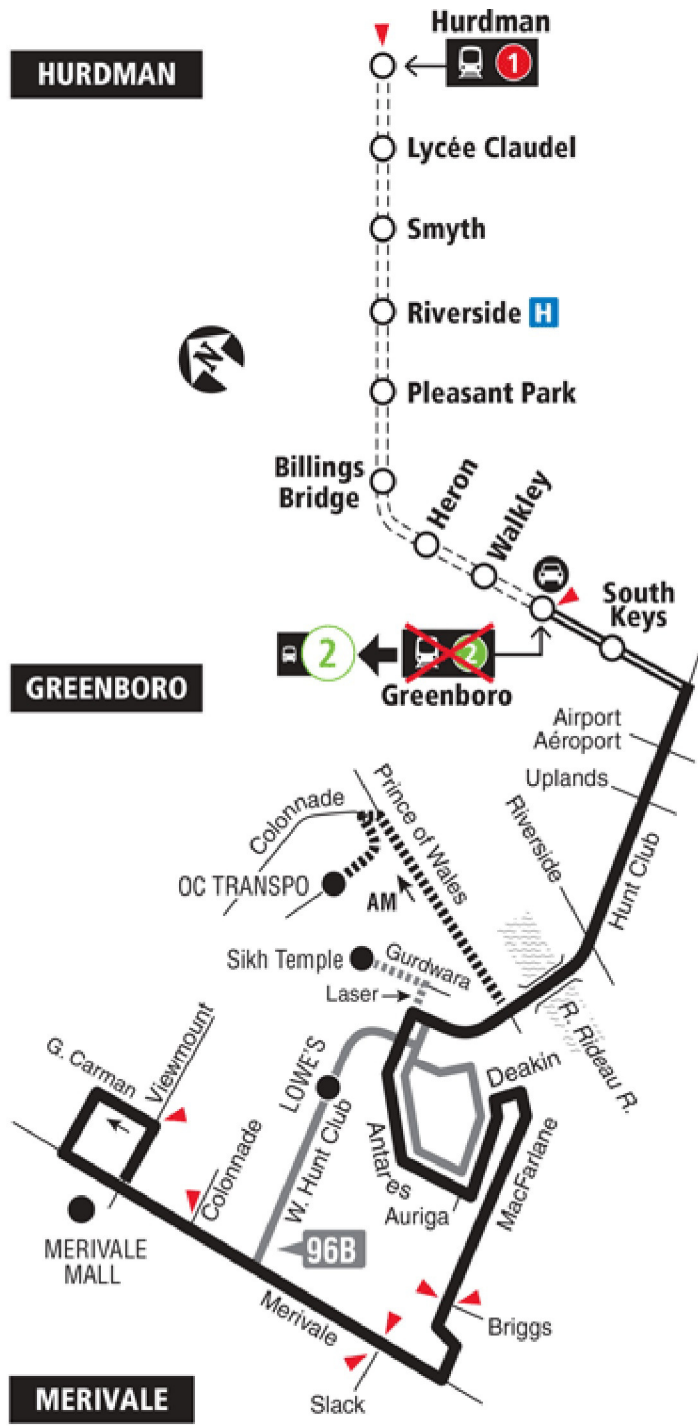 Hurdman
1
HURDMAN
Lycée Claudel
Smyth
Riverside H
N
Pleasant Park
Billings
Bridge
Heron
Walkley
South
Keys
2
2
Greenboro
GREENBORO
Airport
Aéroport
Uplands
Prince of Wales
Colonnade
Riverside
Hunt Club
OC TRANSPO
AM
Sikh Temple
Gurdwara
Laser
R. Rideau R.
G. Carman
Viewmount
LOWE'S
Deakin
Colonnade
W. Hunt Club
Antares
MacFarlane
Auriga
MERIVALE
MALL
96B
Merivale
Briggs
Slack
MERIVALE